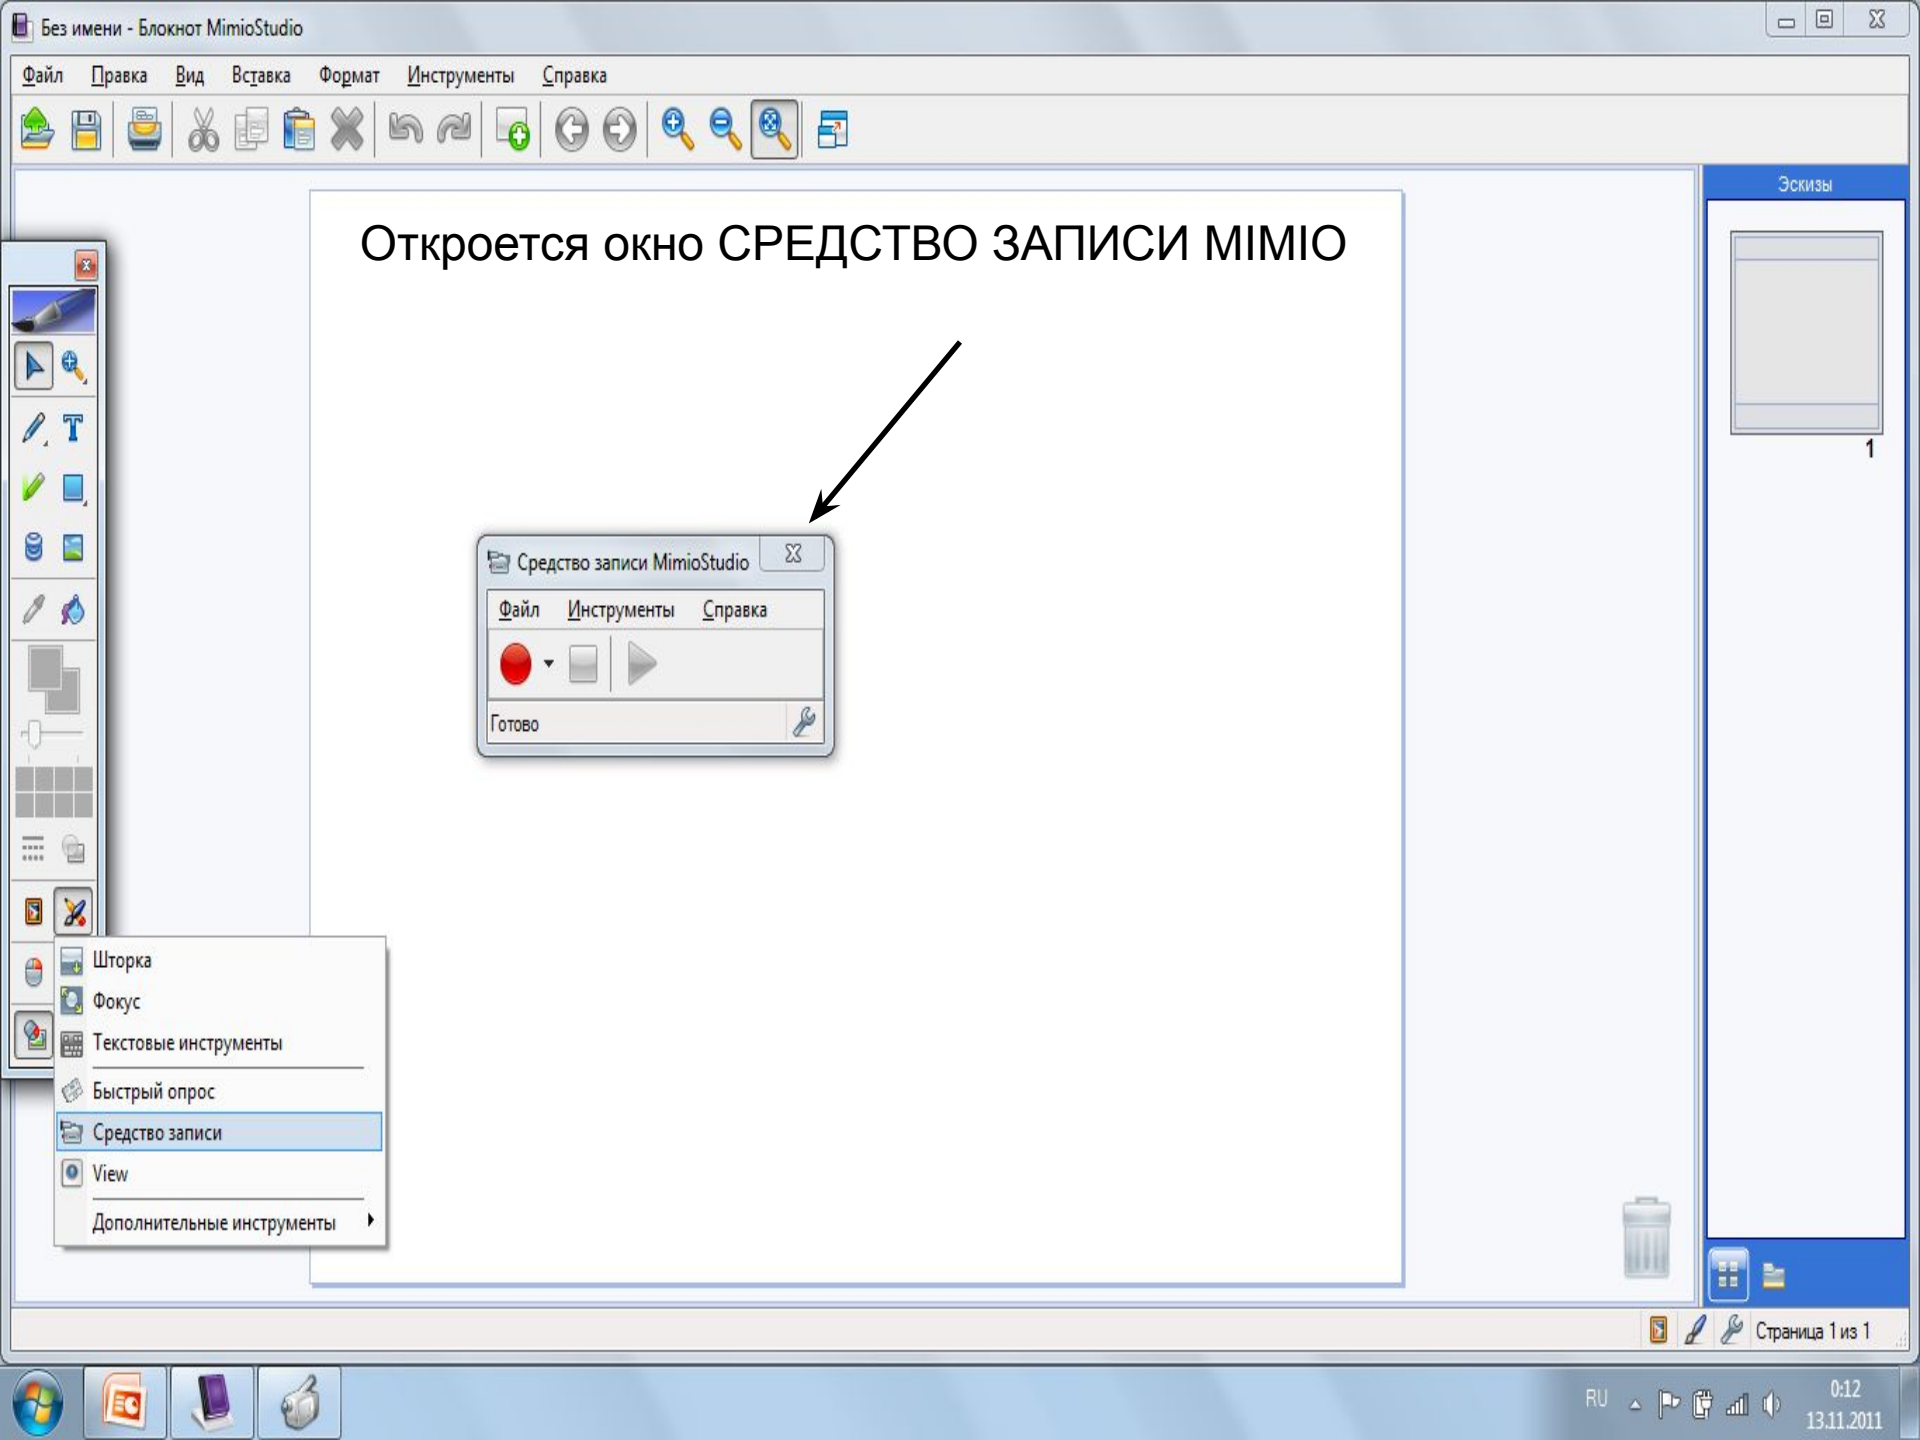 Без имени - Блокнот MimioStudio
Файл Правка Вид Вставка Формат Инструменты Справка
Эскизы
Откроется окно СРЕДСТВО ЗАПИСИ MIMIO
1
Средство записи MimioStudio
Файл Инструменты Справка
Готово
Шторка
Фокус
Текстовые инструменты
Быстрый опрос
Средство записи
View
Дополнительные инструменты
Страница 1 из 1
RU
0:12
13.11.2011